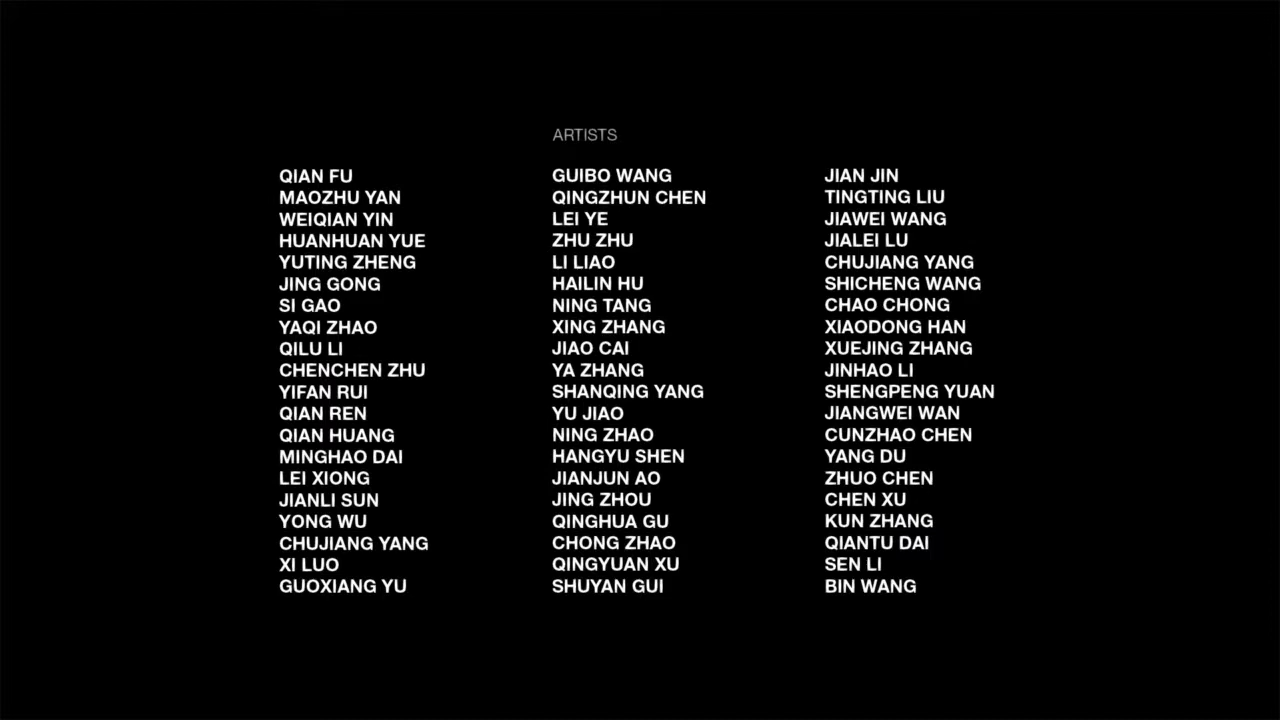 ARTISTS
QIAN FU
MAOZHU YAN
WEIQIAN YIN
HUANHUAN YUE
YUTING ZHENG
JING GONG
SI GAO
YAQI ZHAO
QILU LI
CHENCHEN ZHU
YIFAN RUI
QIAN REN
QIAN HUANG
MINGHAO DAI
LEI XIONG
JIANLI SUN
YONG WU
CHUJIANG YANG
XI LUO
GUOXIANG YU
GUIBO WANG
QINGZHUN CHEN
LEI YE
ZHU ZHU
LI LIAO
HAILIN HU
NING TANG
XING ZHANG
JIAO CAI
YA ZHANG
SHANQING YANG
YU JIAO
NING ZHAO
HANGYU SHEN
JIANJUN AO
JING ZHOU
QINGHUA GU
CHONG ZHAO
QINGYUAN XU
SHUYAN GUI
JIAN JIN
TINGTING LIU
JIAWEI WANG
JIALEI LU
CHUJIANG YANG
SHICHENG WANG
CHAO CHONG
XIAODONG HAN
XUEJING ZHANG
JINHAO LI
SHENGPENG YUAN
JIANGWEI WAN
CUNZHAO CHEN
YANG DU
ZHUO CHEN
CHEN XU
KUN ZHANG
QIANTU DAI
SEN LI
BIN WANG